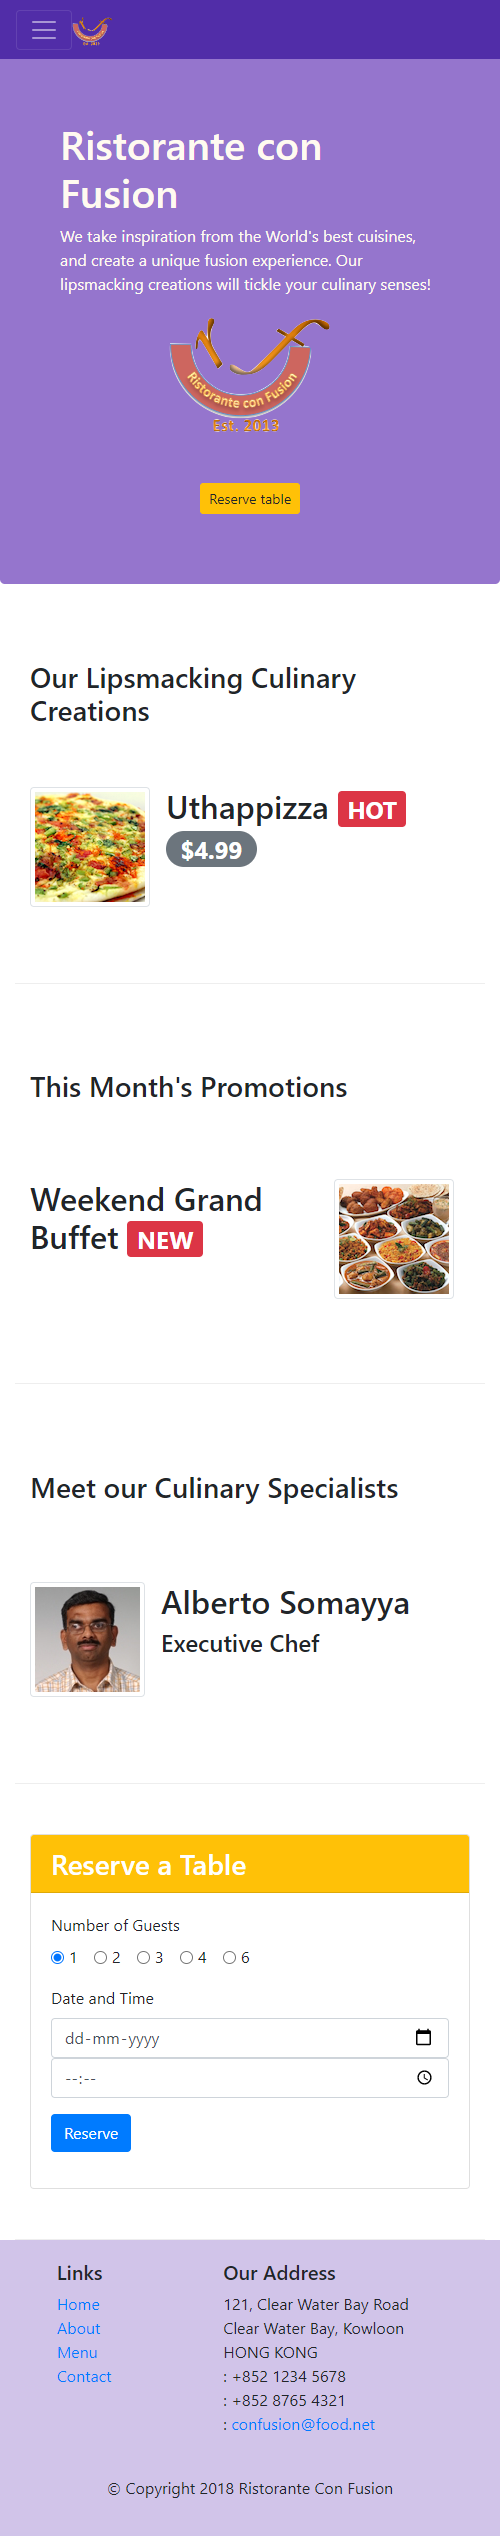 Ristorante con
Fusion
We take inspiration from the World's best cuisines,
and create a unique fusion experience. Our
lipsmacking creations will tickle your culinary senses!
Ristorante con Fusion
Est. 2013
Reserve table
Our Lipsmacking Culinary
Creations
Uthappizza HOT
$4.99
This Month's Promotions
Weekend Grand
Buffet NEW
Meet our Culinary Specialists
Alberto Somayya
Executive Chef
Reserve a Table
Number of Guests
1 2 3 4 6
Date and Time
dd-mm-yyyy
--:--
Reserve
Links
Home
About
Menu
Contact
Our Address
121, Clear Water Bay Road
Clear Water Bay, Kowloon
HONG KONG
: +852 1234 5678
: +852 8765 4321
: confusion@food.net
© Copyright 2018 Ristorante Con Fusion